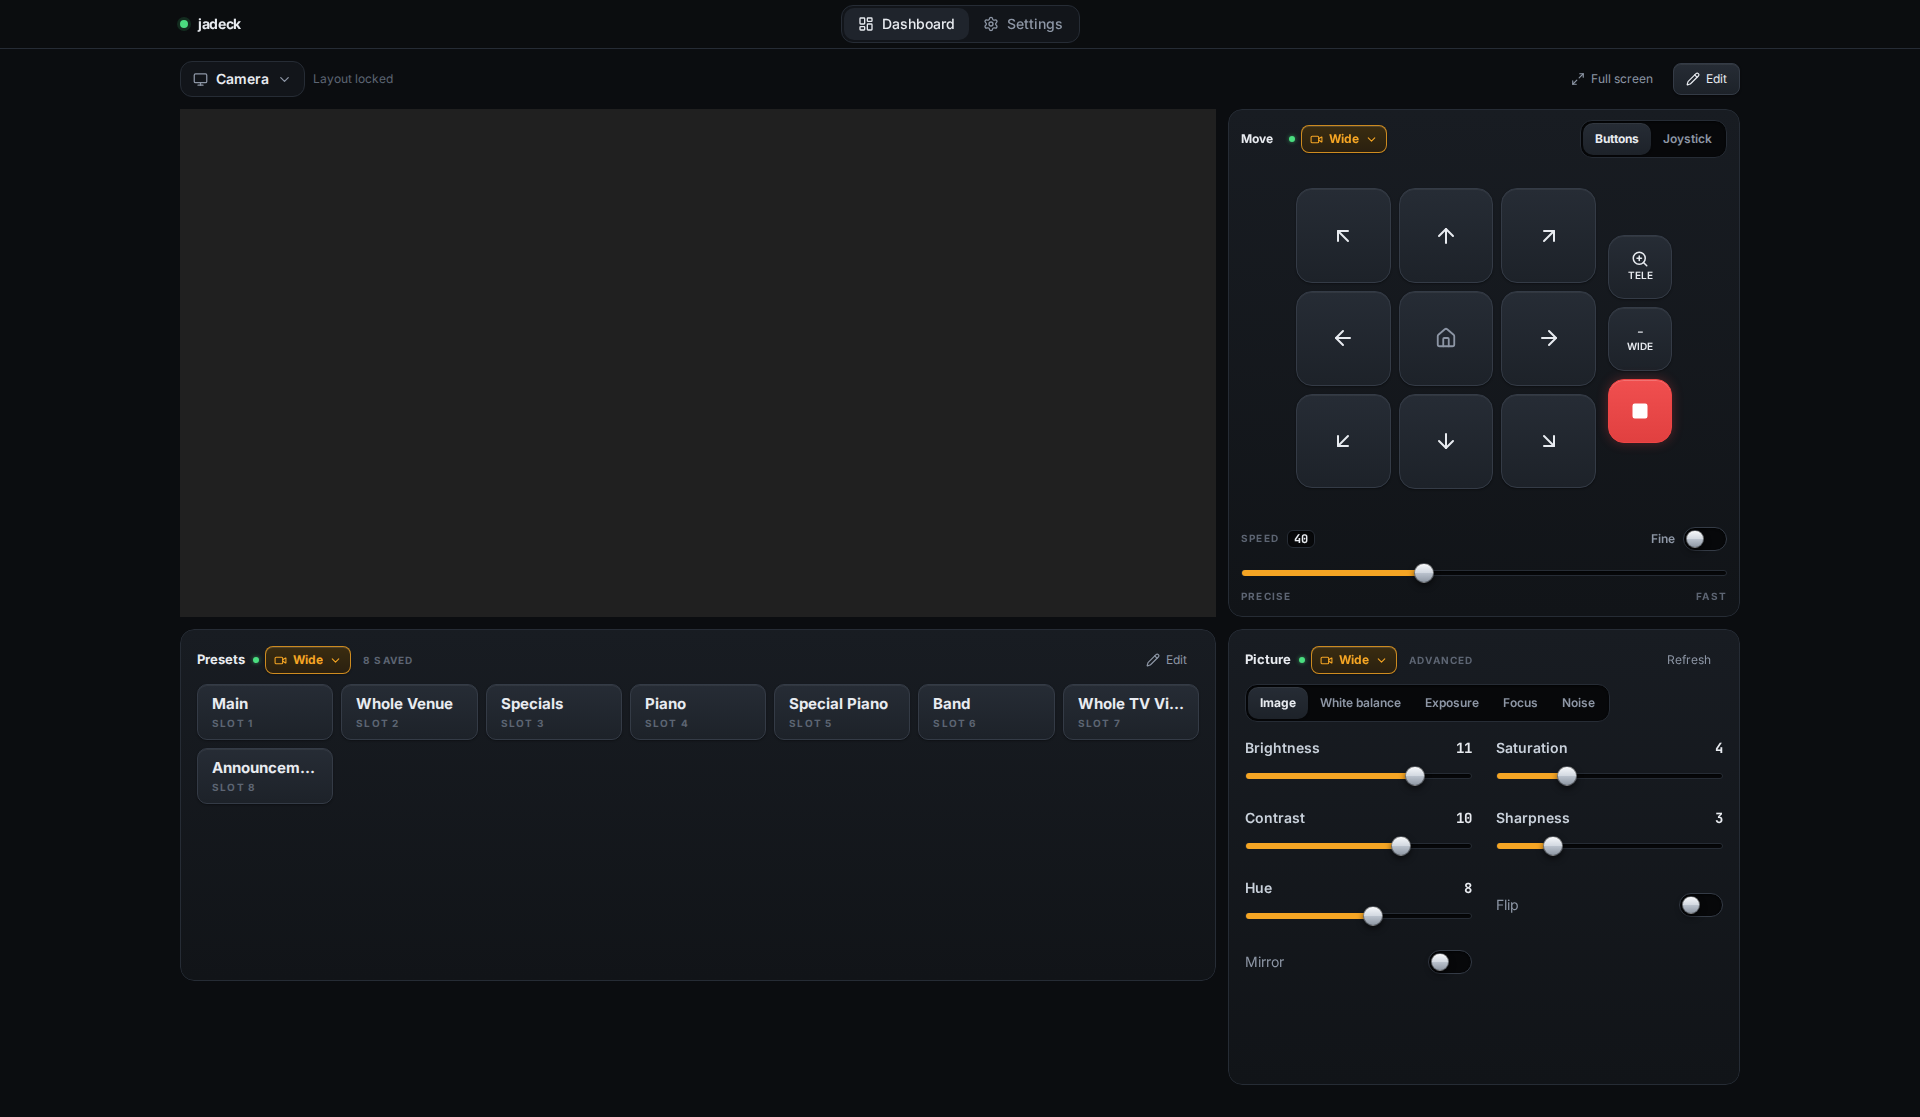 jadeck
Dashboard
Settings
Camera
Layout locked
Full screen
Edit
Move
Wide
Buttons
Joystick
TELE
-
WIDE
SPEED
40
Fine
PRECISE
FAST
Presets
Wide
8 SAVED
Edit
Main
SLOT 1
Whole Venue
SLOT 2
Specials
SLOT 3
Piano
SLOT 4
Special Piano
SLOT 5
Band
SLOT 6
Whole TV Vi...
SLOT 7
Announcem...
SLOT 8
Picture
Wide
ADVANCED
Refresh
Image
White balance
Exposure
Focus
Noise
Brightness
11
Saturation
4
Contrast
10
Sharpness
3
Hue
8
Flip
Mirror